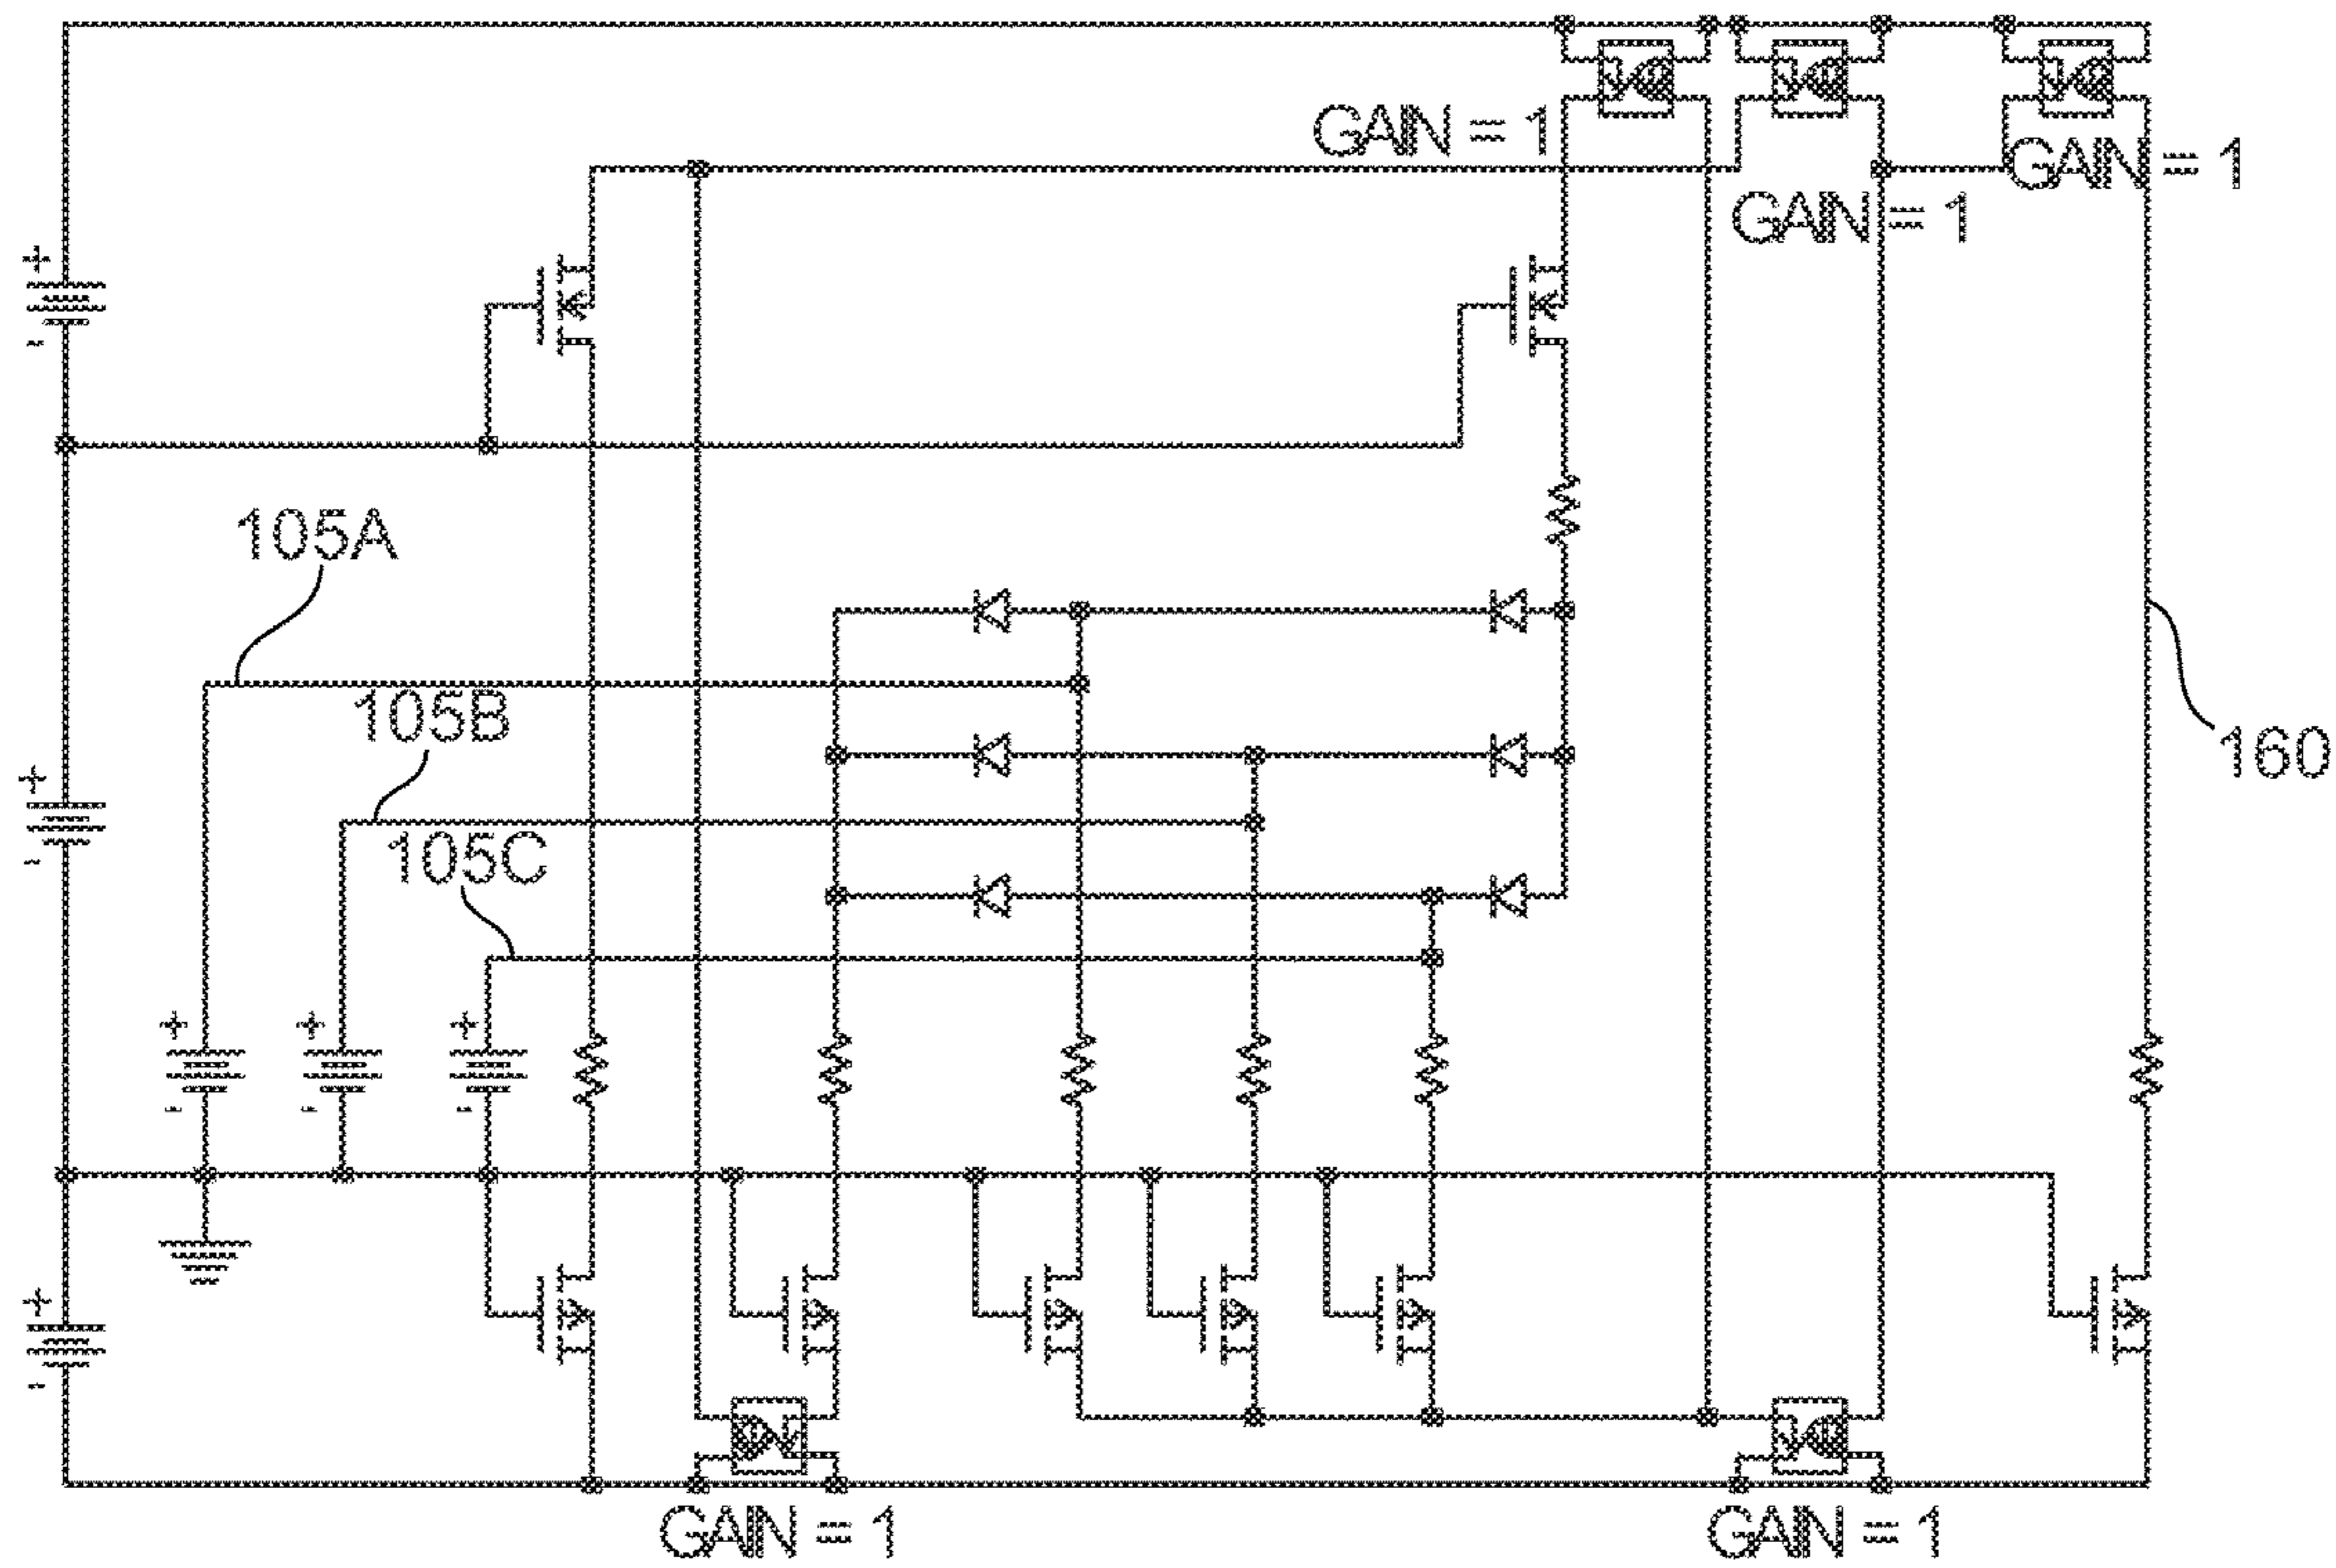 GAIN = 1
GAIN = 1
GAIN = 1
+
-
105A
105B
160
+
-
105C
+
+
+
-
-
-
+
-
GAIN = 1
GAIN = 1